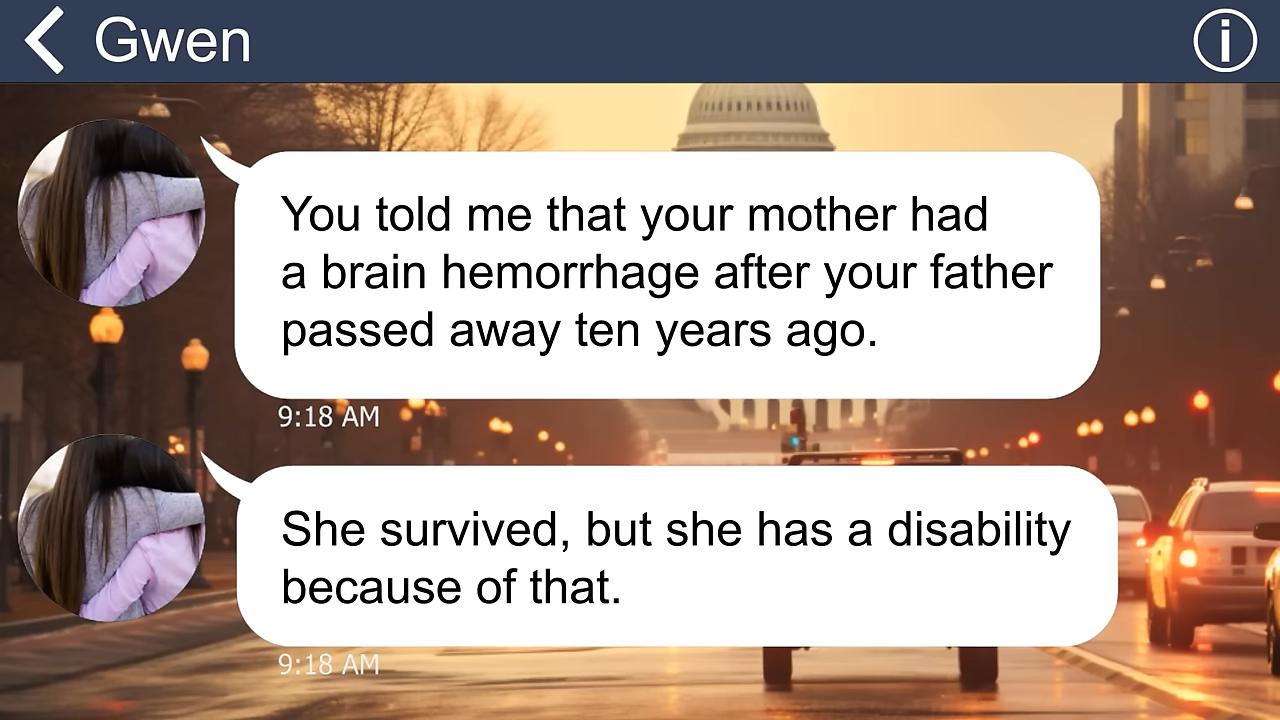 Gwen
You told me that your mother had
a brain hemorrhage after your father
passed away ten years ago.
9:18 AM
She survived, but she has a disability
because of that.
9:18 AM